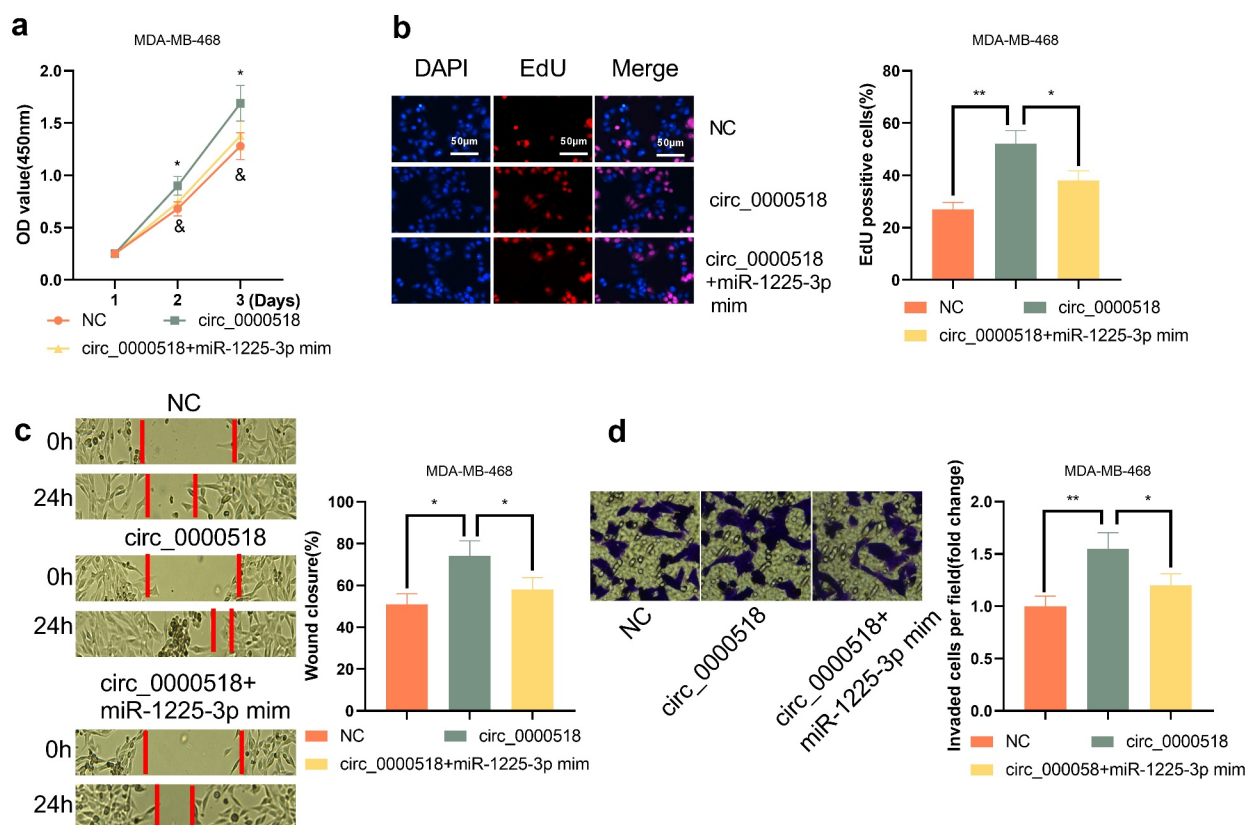 a
MDA-MB-468
*
*
&
&
OD value(450nm)
2.0
1.5
1.0
0.5
0.0
1 2 3 (Days)
NC
circ_0000518
circ_0000518+miR-1225-3p mim
b
DAPI EdU Merge
50μm 50μm 50μm
NC
circ_0000518
circ_0000518
+miR-1225-3p
mim
MDA-MB-468
** *
EdU positive cells(%)
80
60
40
20
0
NC
circ_0000518
circ_0000518+miR-1225-3p mim
c
NC
0h
24h
circ_0000518
0h
24h
circ_0000518+
miR-1225-3p mim
0h
24h
MDA-MB-468
* *
Wound closure(%)
100
80
60
40
20
0
NC
circ_0000518
circ_0000518+miR-1225-3p mim
d
NC
circ_0000518
circ_0000518+
miR-1225-3p mim
MDA-MB-468
** *
Invaded cells per field(fold change)
2.0
1.5
1.0
0.5
0.0
NC
circ_0000518
circ_000058+miR-1225-3p mim